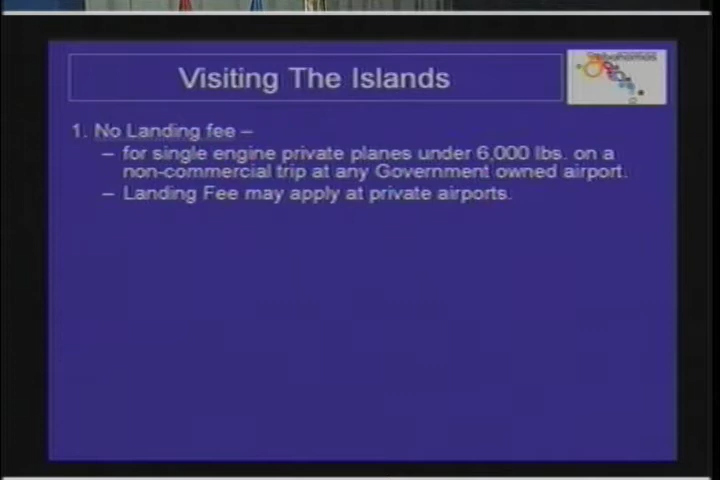 Visiting The Islands
bahamas
1. No Landing fee –
– for single engine private planes under 6,000 lbs. on a
non-commercial trip at any Government owned airport.
– Landing Fee may apply at private airports.